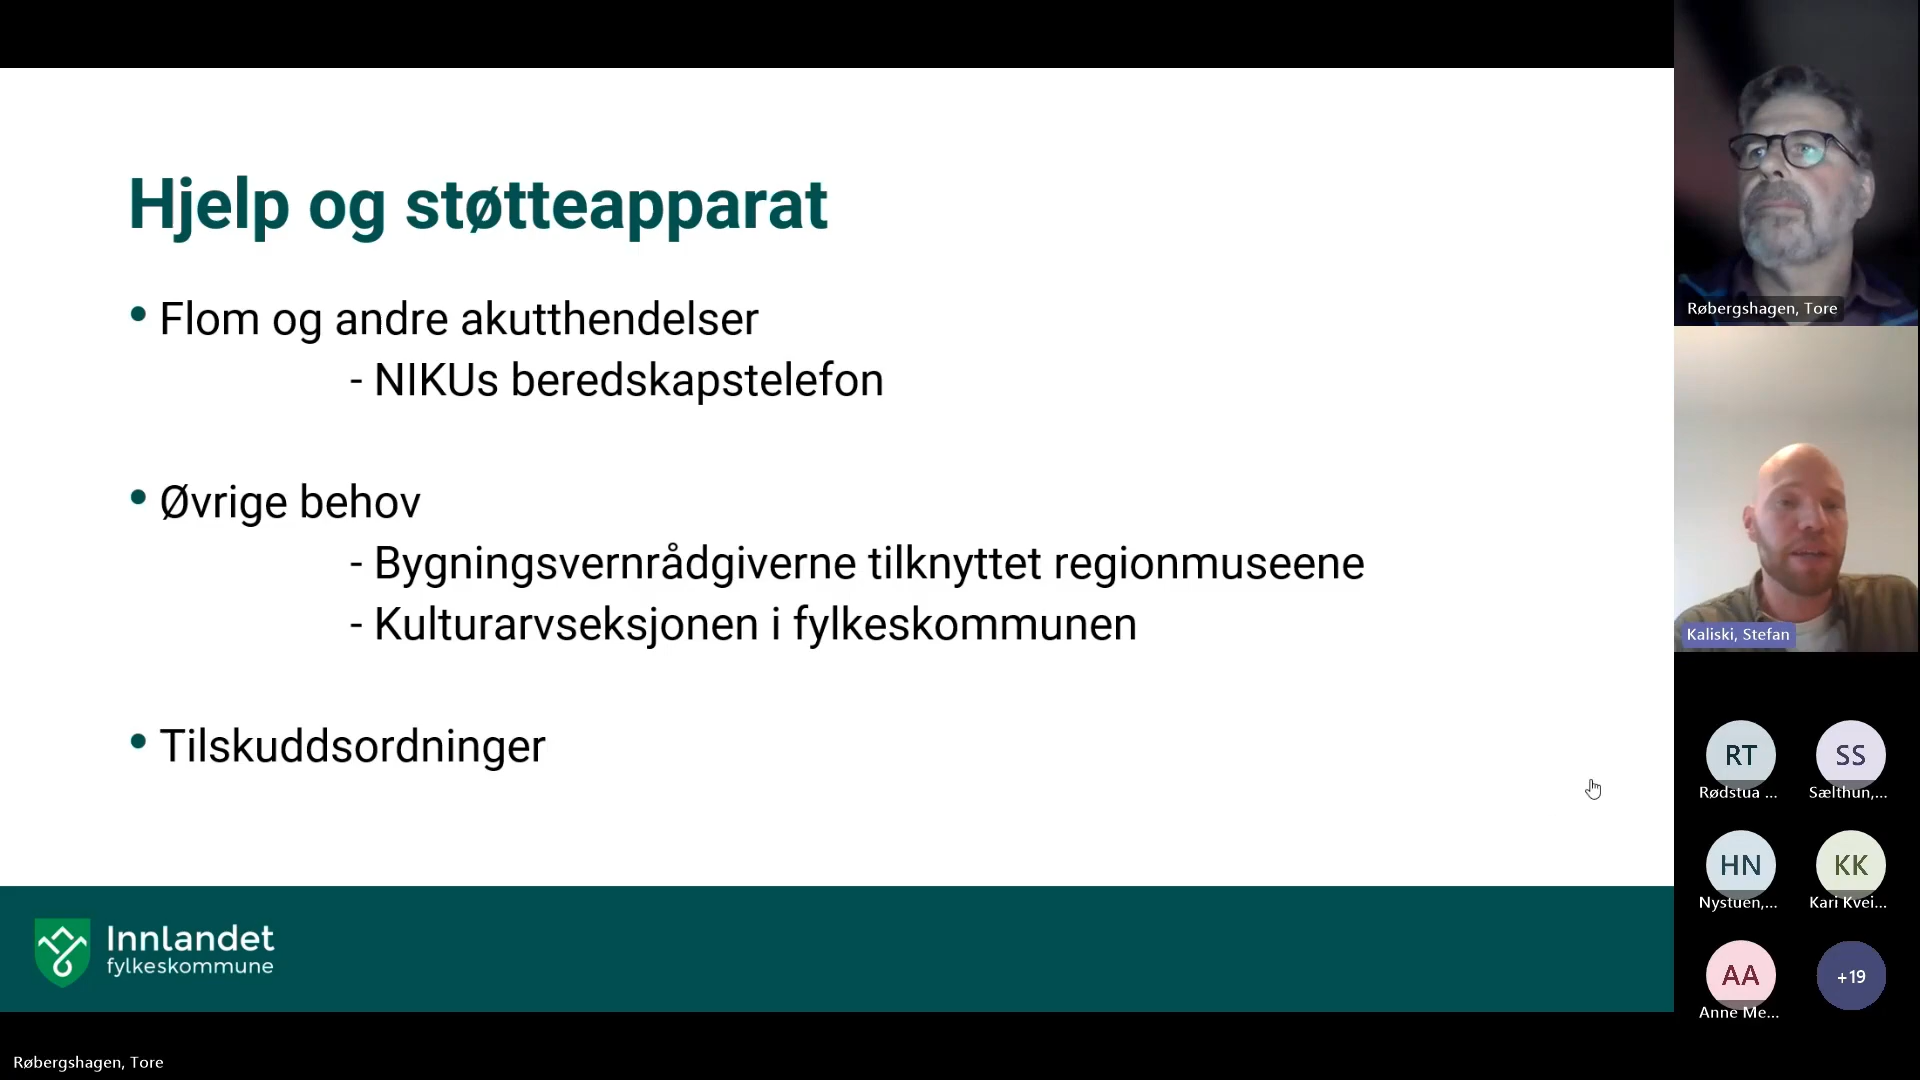 Hjelp og støtteapparat
• Flom og andre akutthendelser
- NIKUs beredskapstelefon
• Øvrige behov
- Bygningsvernrådgiverne tilknyttet regionmuseene
- Kulturarvseksjonen i fylkeskommunen
• Tilskuddsordninger
Innlandet
fylkeskommune
Røbergshagen, Tore
Røbergshagen, Tore
Kaliski, Stefan
RT
SS
Rødstua ...
Sælthun,...
HN
KK
Nystuen,...
Kari Kvei...
AA
+19
Anne Me...